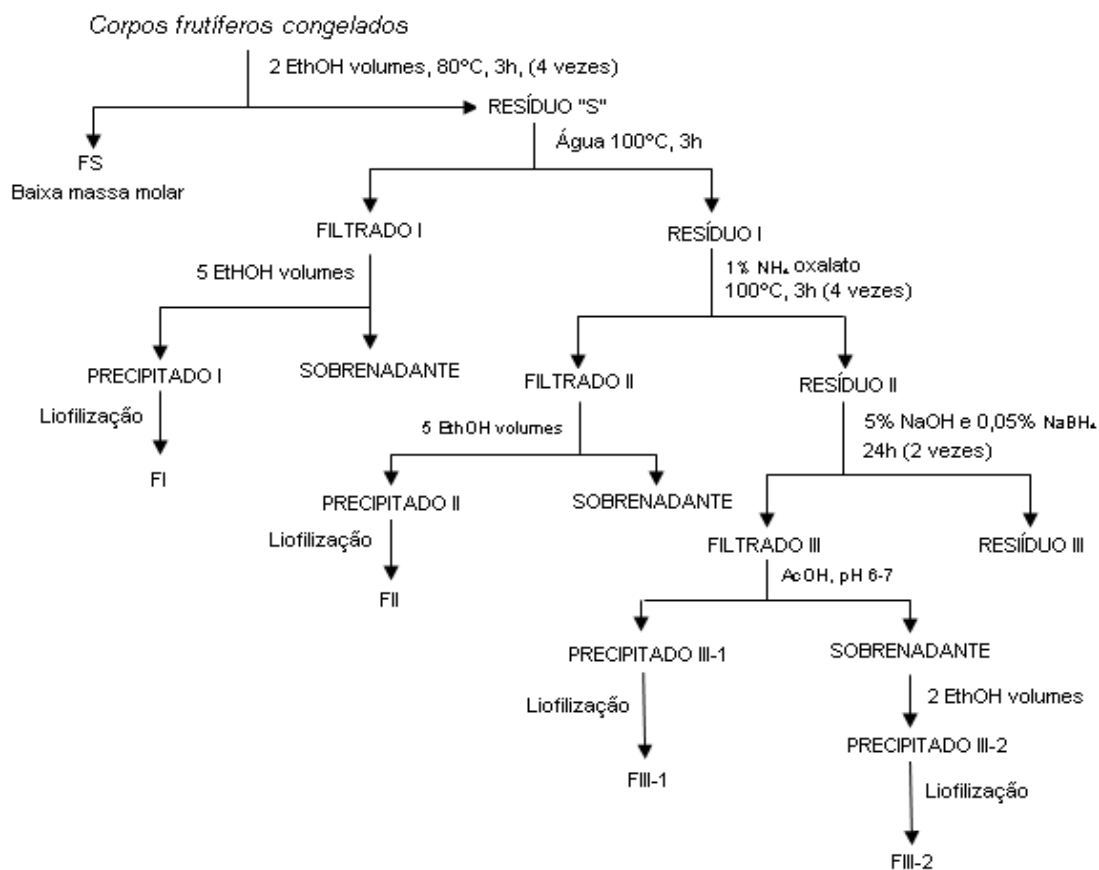 Corpos frutíferos congelados
2 EthOH volumes, 80°C, 3h, (4 vezes)
RESÍDUO "S"
Água 100°C, 3h
FS
Baixa massa molar
FILTRADO I
RESÍDUO I
5 EtHOH volumes
1% NH₄ oxalato
100°C, 3h (4 vezes)
PRECIPITADO I
SOBRENADANTE
FILTRADO II
RESÍDUO II
Liofilização
5 EthOH volumes
5% NaOH e 0,05% NaBH₄
24h (2 vezes)
FI
PRECIPITADO II
SOBRENADANTE
Liofilização
FILTRADO III
RESIÍDUO III
AcOH, pH 6-7
FII
PRECIPITADO III-1
SOBRENADANTE
Liofilização
2 EthOH volumes
PRECIPITADO III-2
FIII-1
Liofilização
FIII-2